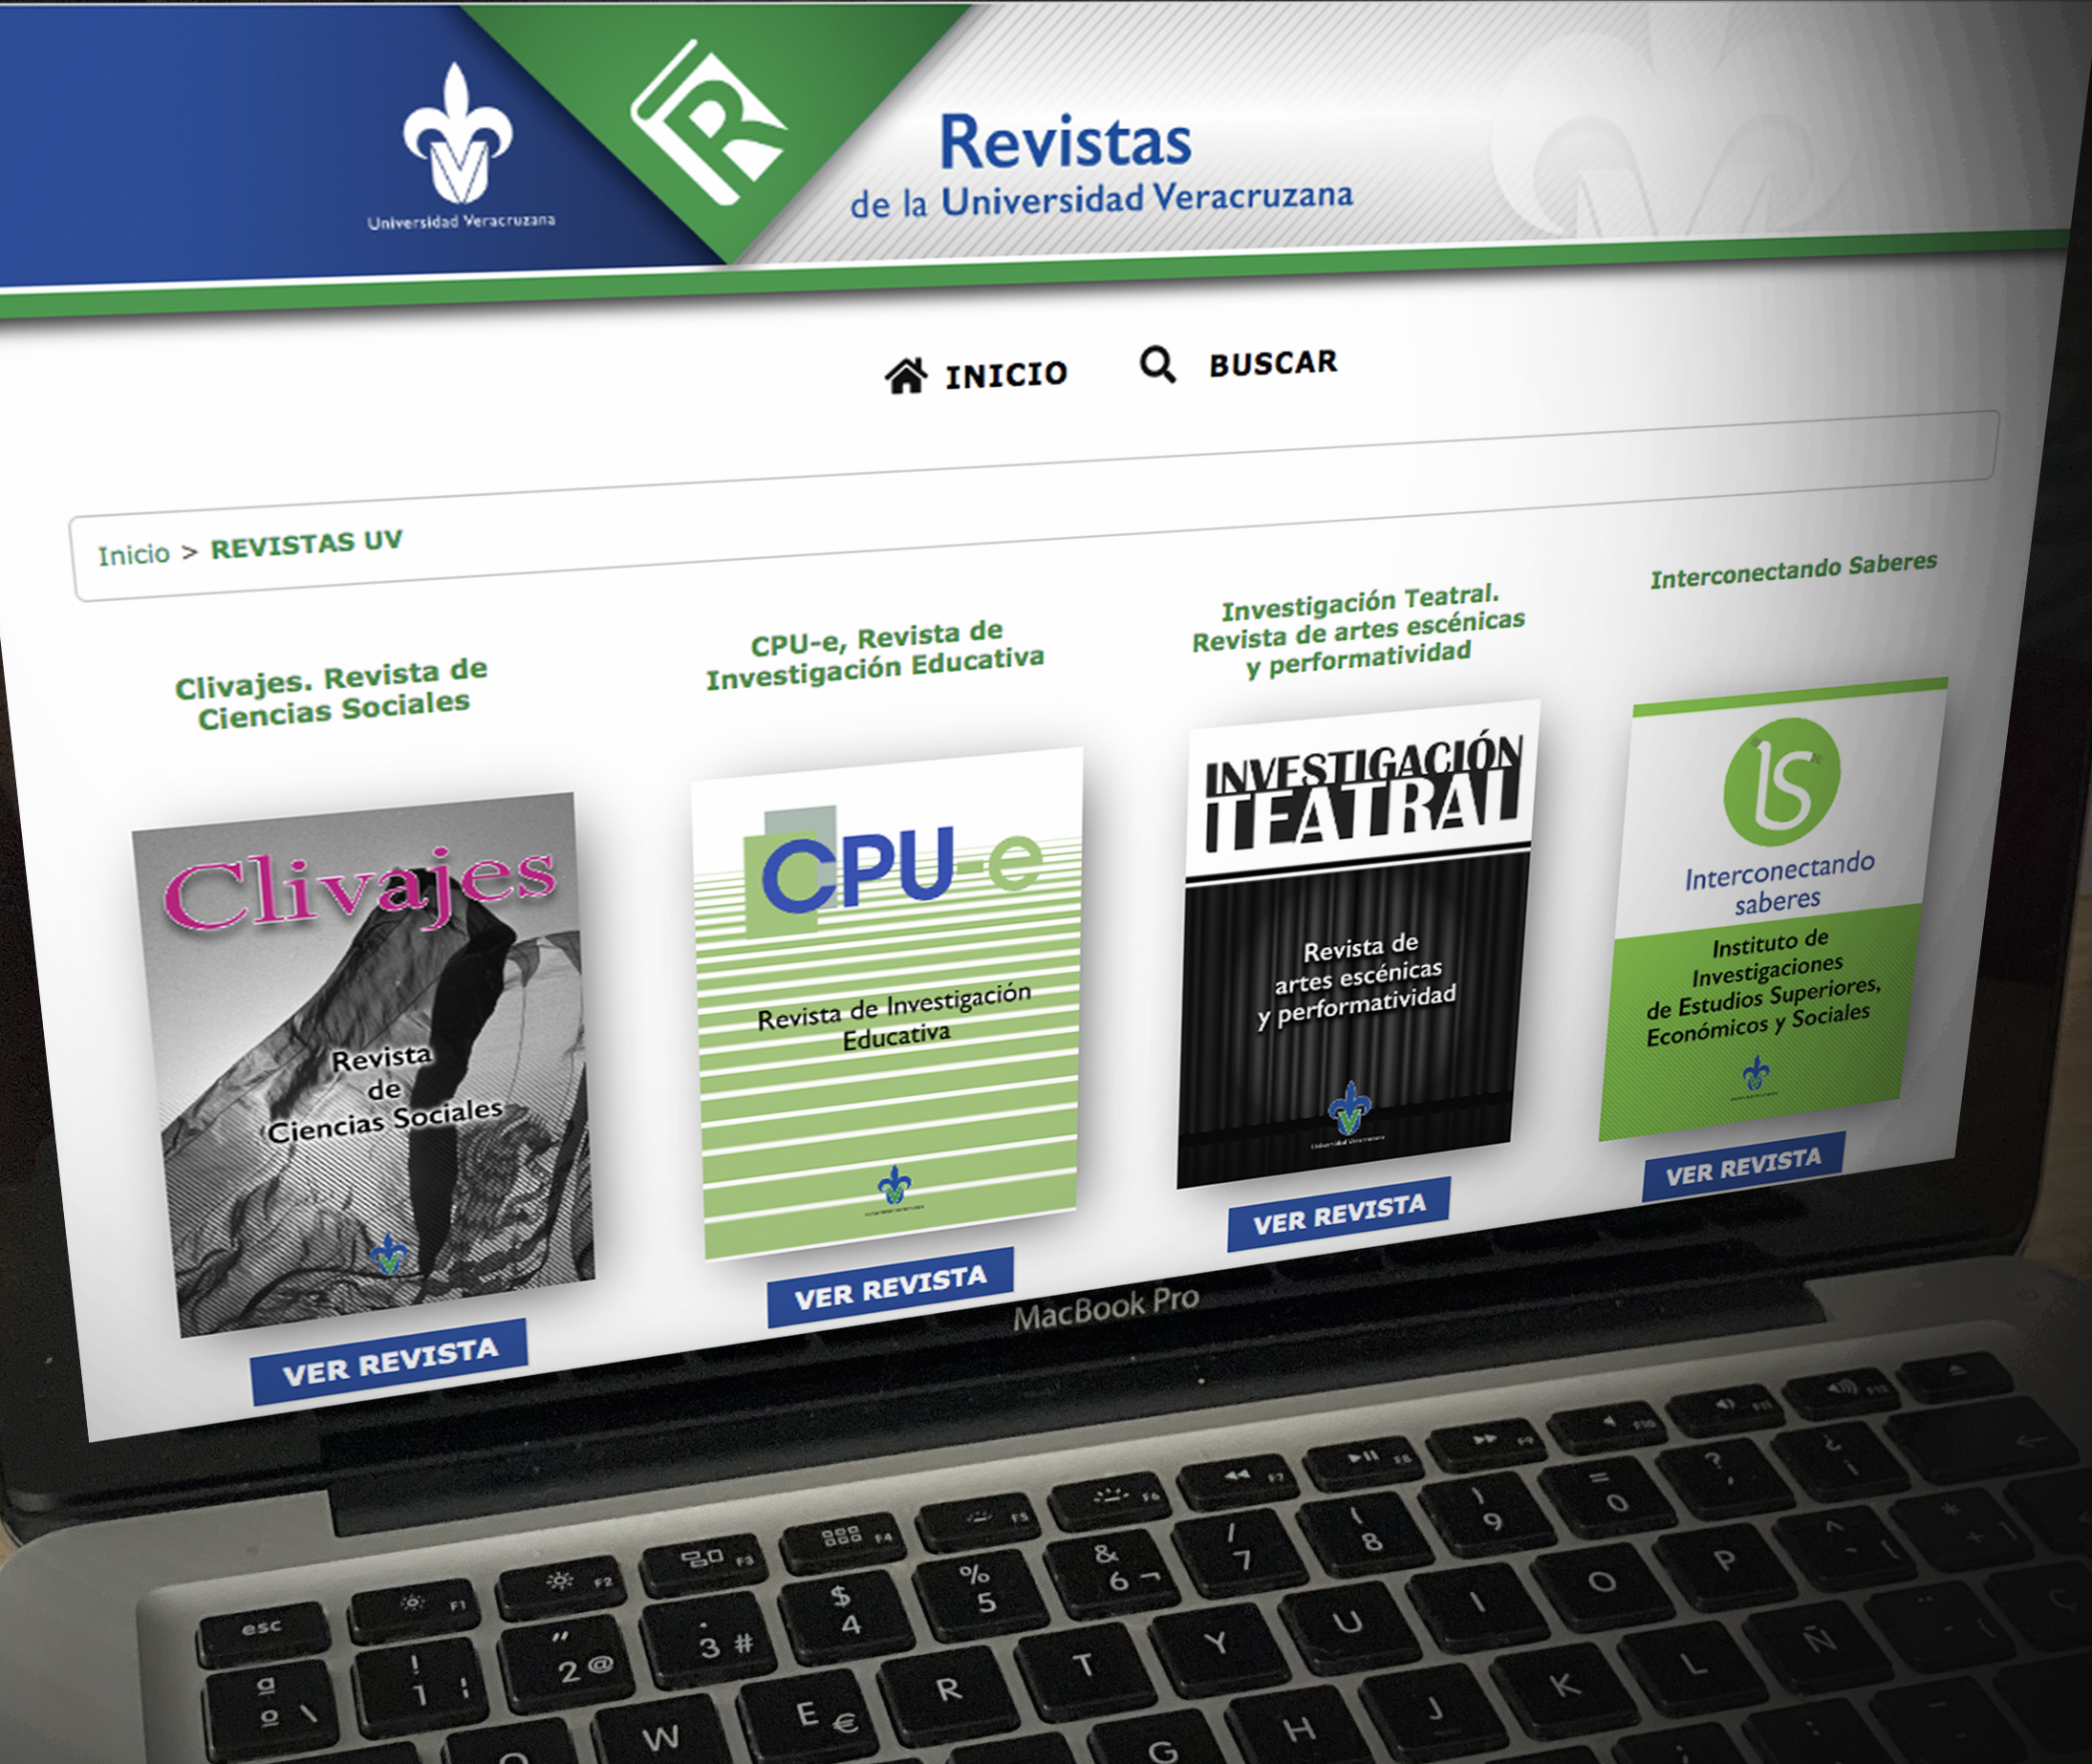 Universidad Veracruzana
Revistas
de la Universidad Veracruzana
INICIO
BUSCAR
Inicio > REVISTAS UV
Clivajes. Revista de
Ciencias Sociales
CPU-e, Revista de
Investigación Educativa
Investigación Teatral.
Revista de artes escénicas
y performatividad
Interconectando Saberes
Clivajes
Revista
de
Ciencias Sociales
VER REVISTA
CPU-e
Revista de Investigación
Educativa
VER REVISTA
INVESTIGACIÓN
TEATRAL
Revista de
artes escénicas
y performatividad
Universidad Veracruzana
VER REVISTA
IS
Interconectando
saberes
Instituto de
Investigaciones
de Estudios Superiores,
Económicos y Sociales
VER REVISTA
MacBook Pro
esc F1 F2 F3 F4 F5 F6 F7 F8 F9 F10 F11 F12
ª º \ ! 1 ¦ " 2 @ · 3 # $ 4 % 5 & 6 ¬ / 7 ( 8 ) 9 = 0 ? ' ¿ ¡
W E € R T Y U I O P ^ ` [ * + ]
G H J K L Ñ ¨ ´ { Ç